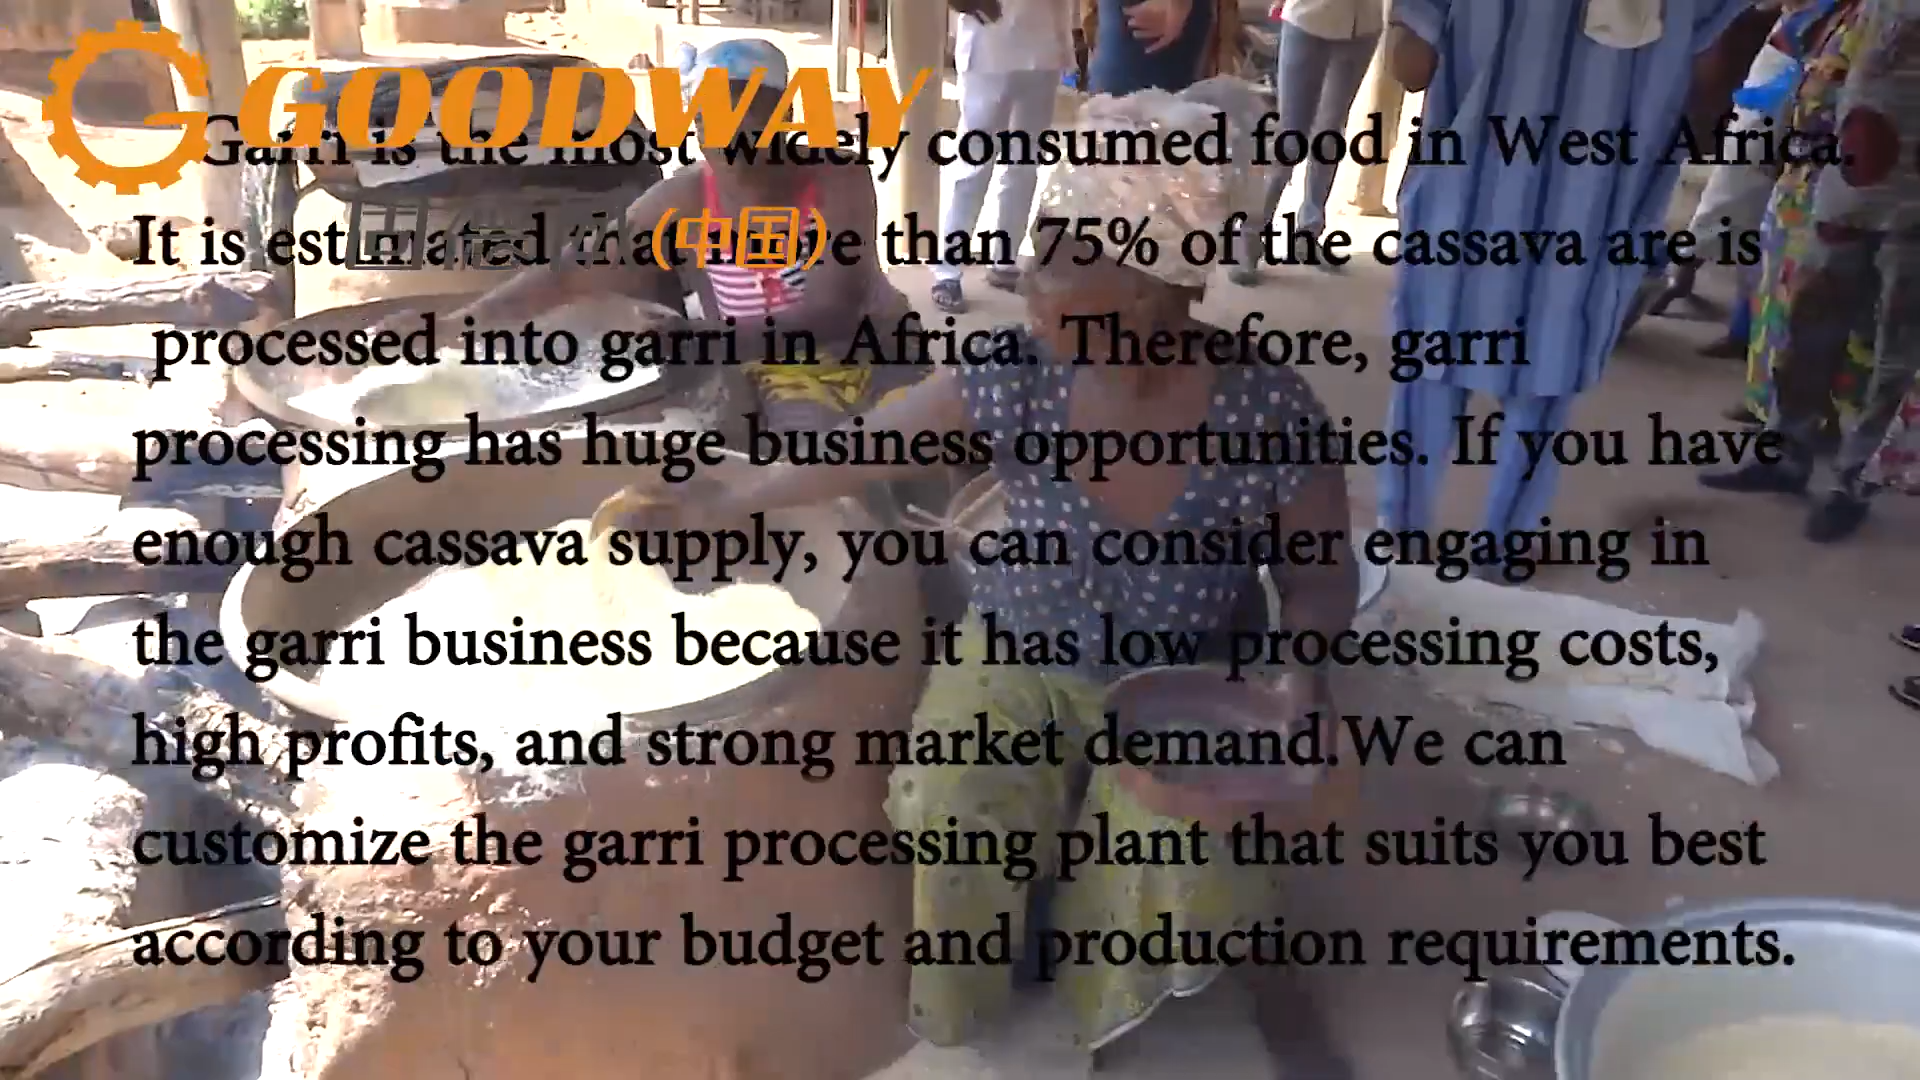 GOODWAY
Garri is the most widely consumed food in West Africa.
(中国)
It is estimated that more than 75% of the cassava are is
processed into garri in Africa. Therefore, garri
processing has huge business opportunities. If you have
enough cassava supply, you can consider engaging in
the garri business because it has low processing costs,
high profits, and strong market demand.We can
customize the garri processing plant that suits you best
according to your budget and production requirements.